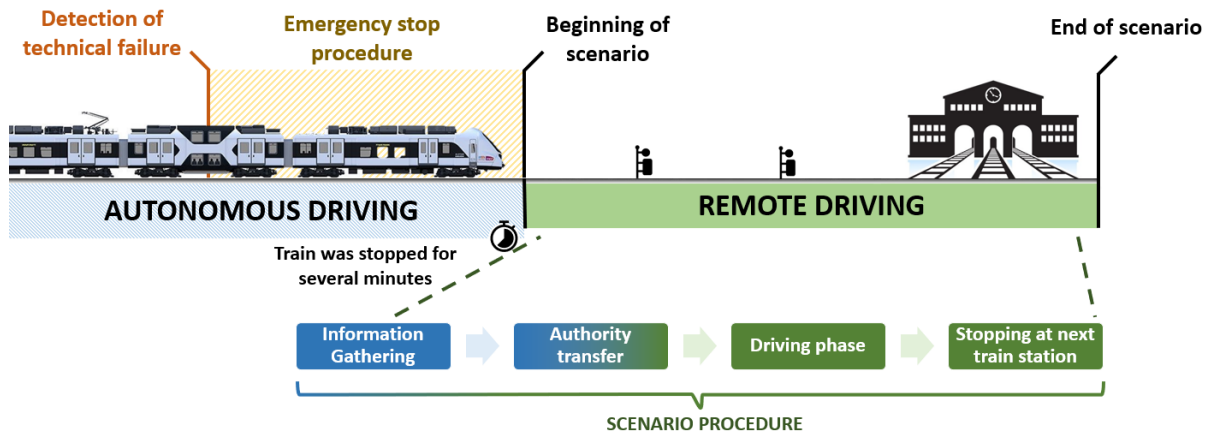 Detection of
technical failure
Emergency stop
procedure
Beginning of
scenario
End of scenario
AUTONOMOUS DRIVING
REMOTE DRIVING
Train was stopped for
several minutes
Information
Gathering
Authority
transfer
Driving phase
Stopping at next
train station
SCENARIO PROCEDURE